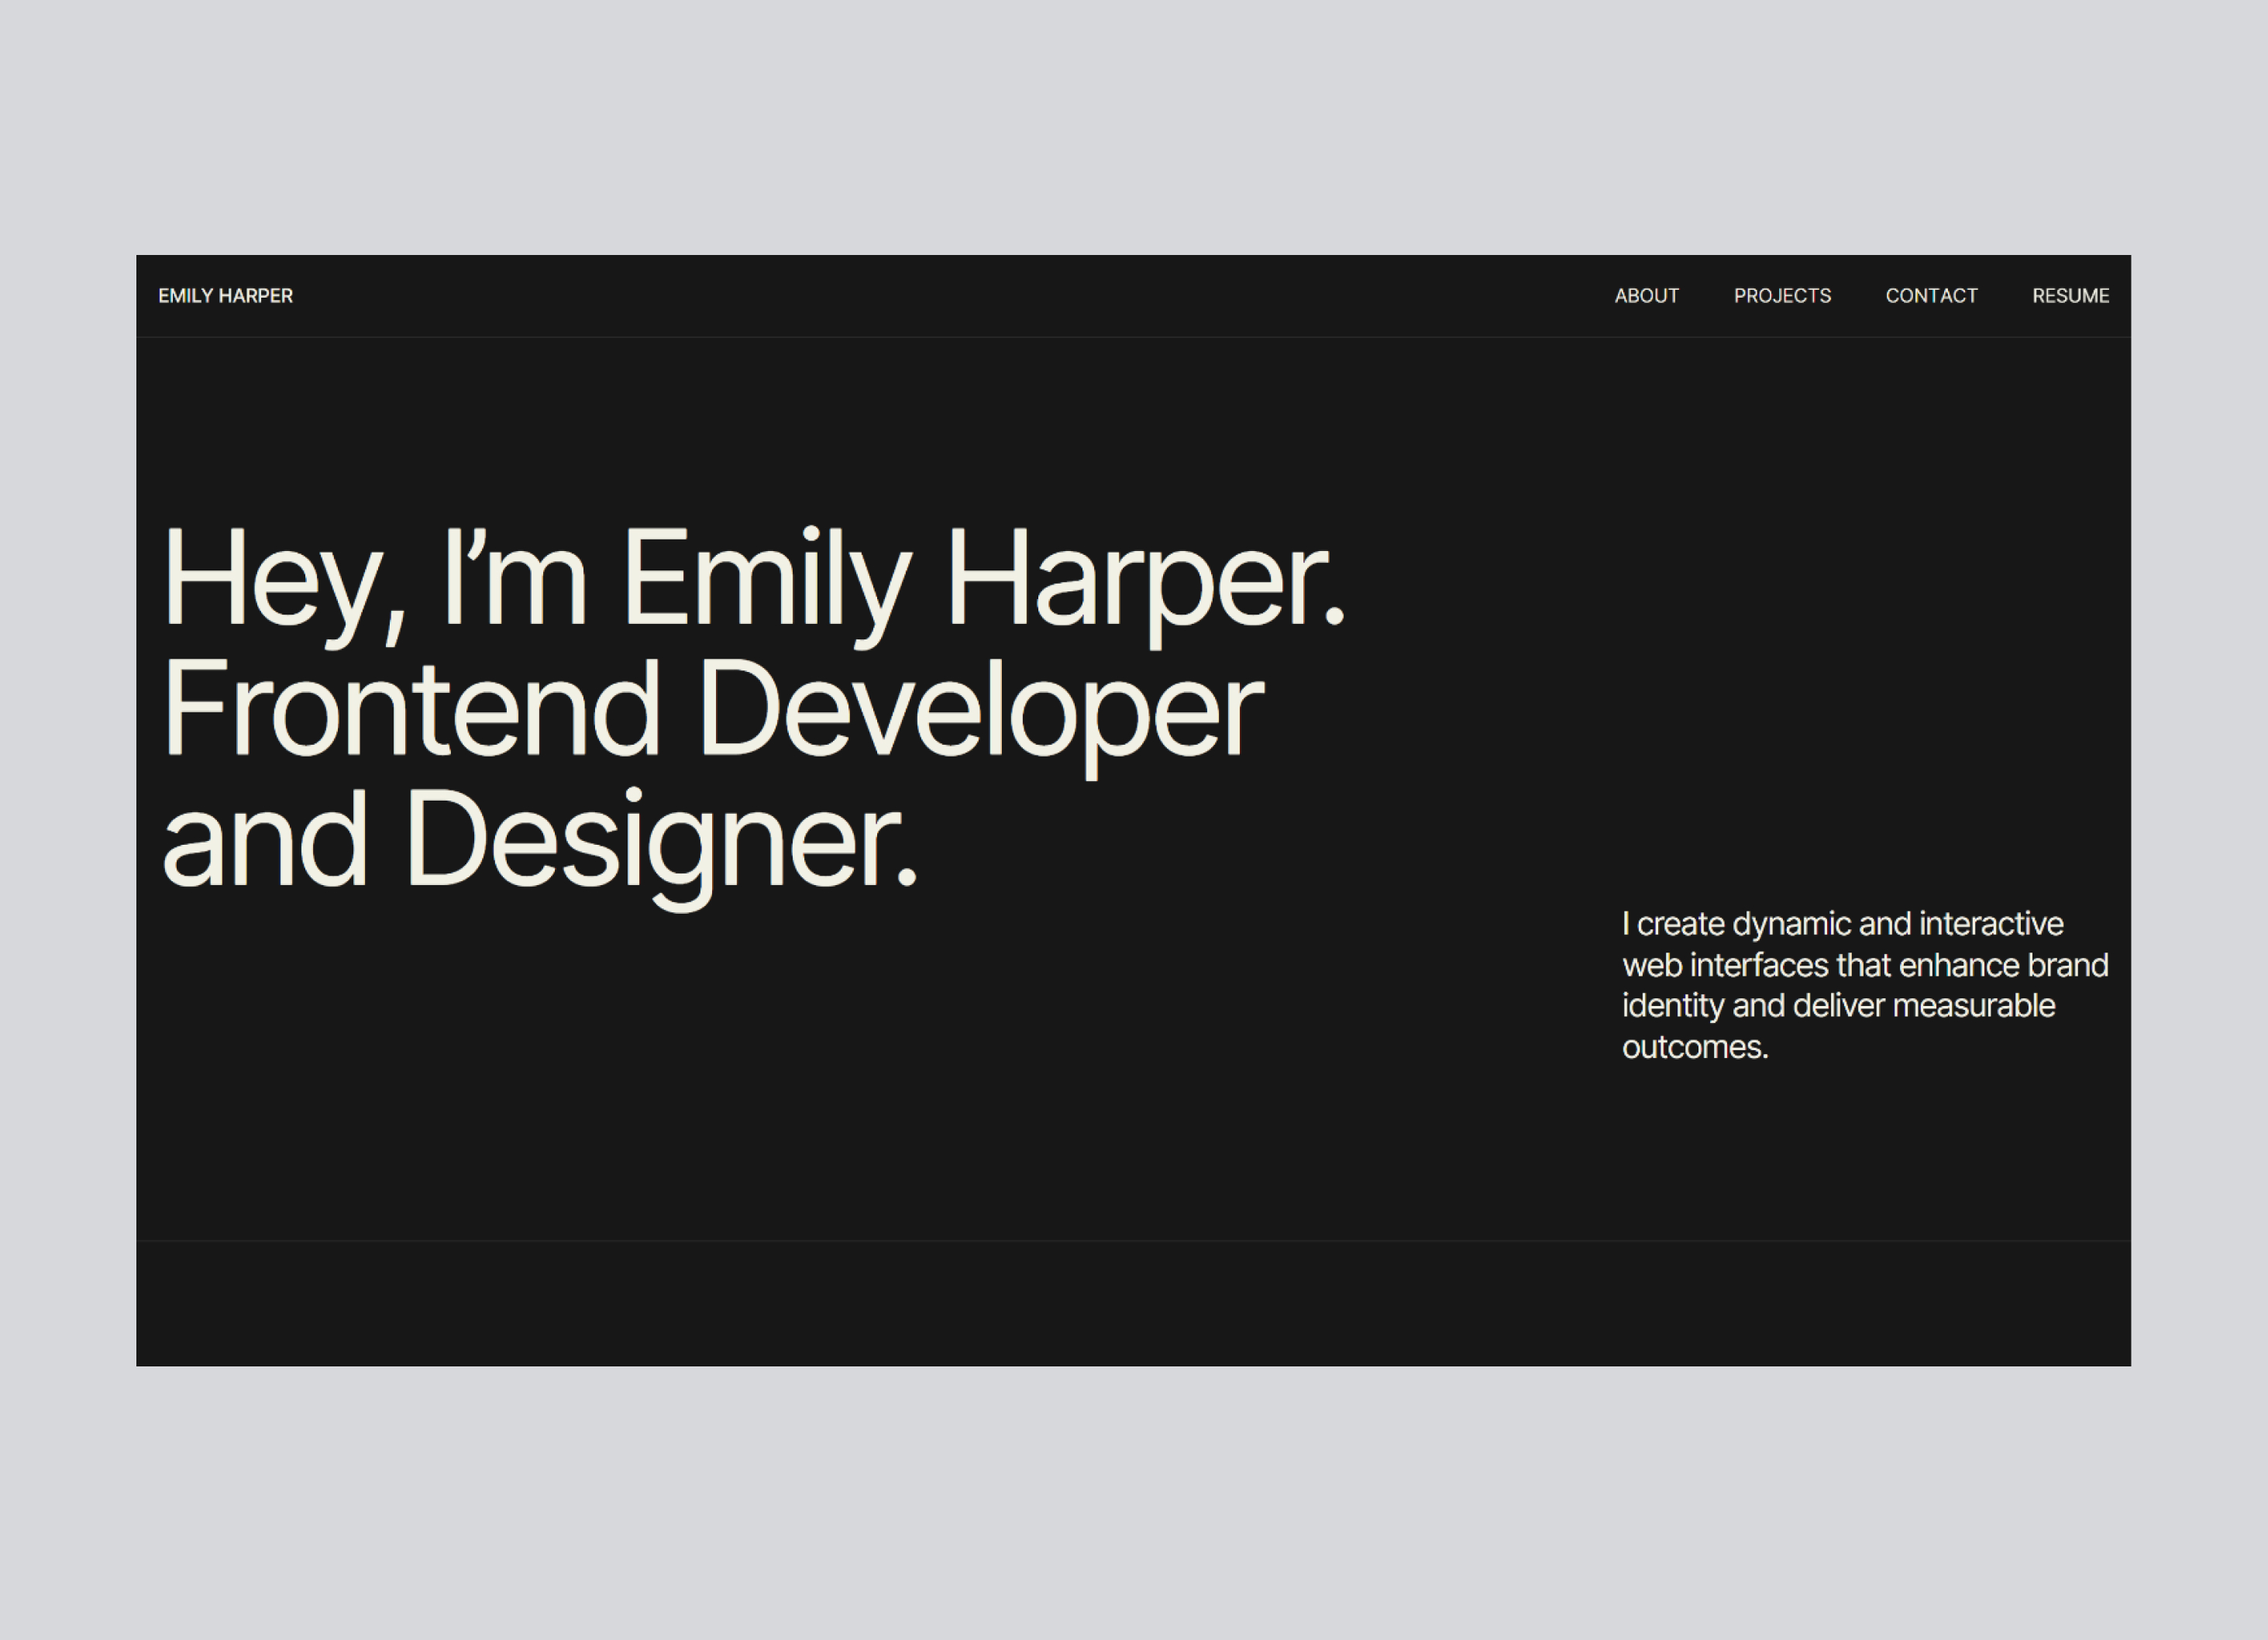 EMILY HARPER
ABOUT PROJECTS CONTACT RESUME
Hey, I’m Emily Harper.
Frontend Developer
and Designer.
I create dynamic and interactive
web interfaces that enhance brand
identity and deliver measurable
outcomes.